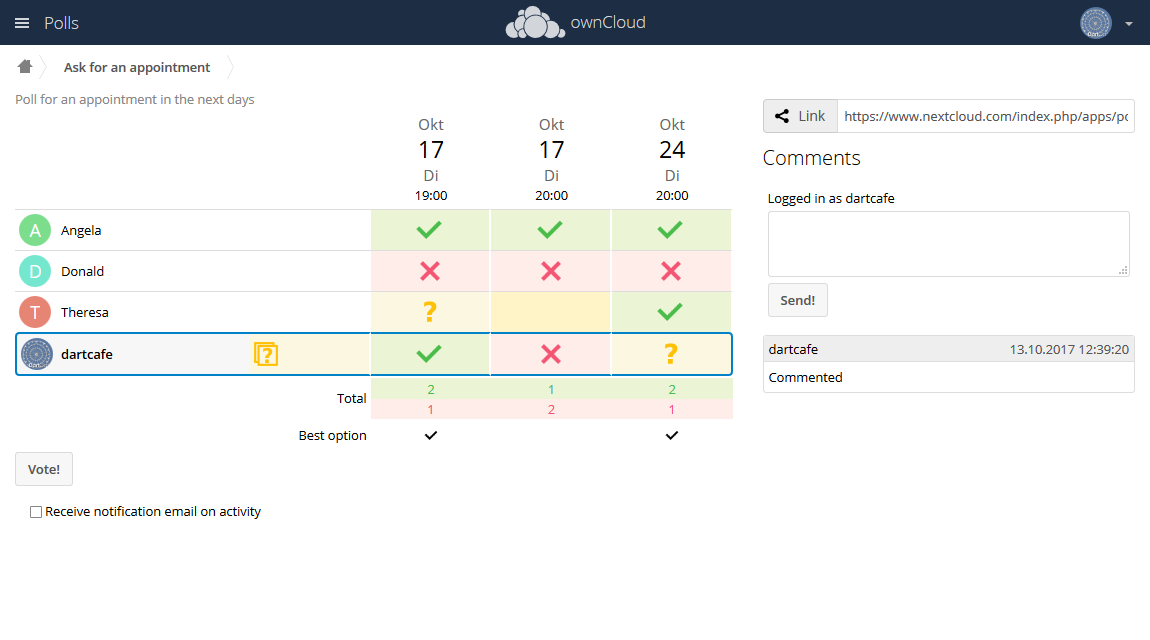 Polls
ownCloud
Ask for an appointment
Poll for an appointment in the next days
Okt Okt Okt
17 17 24
Di Di Di
19:00 20:00 20:00
A Angela
D Donald
T Theresa
?
dartcafe ? ?
Total 2 1 2
1 2 1
Best option
Vote!
Receive notification email on activity
Link https://www.nextcloud.com/index.php/apps/po
Comments
Logged in as dartcafe
Send!
dartcafe 13.10.2017 12:39:20
Commented